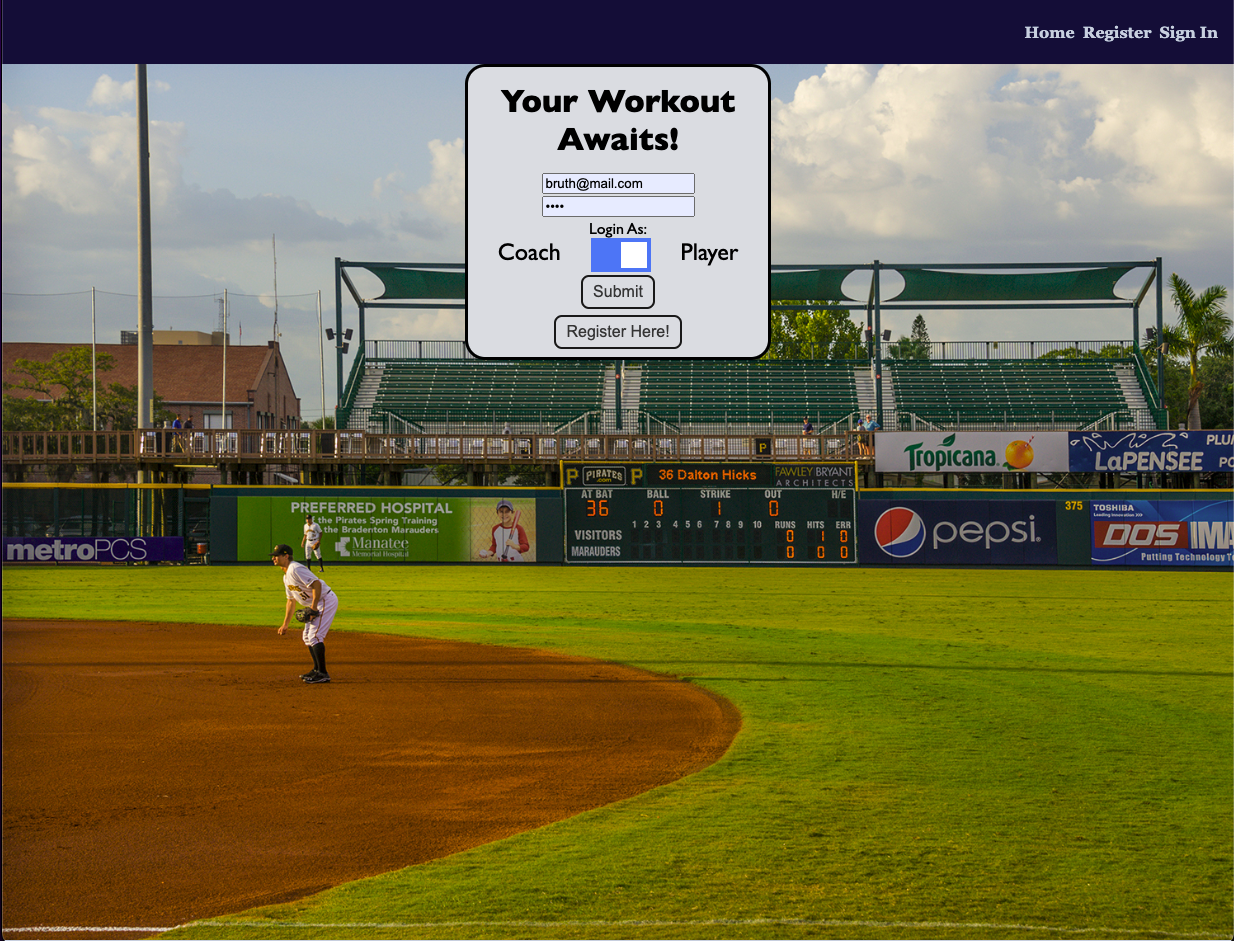 Home Register Sign In
Your Workout
Awaits!
bruth@mail.com
••••
Login As:
Coach
Player
Submit
Register Here!
P
Tropicana
LaPENSEE
P PIRATES.com P 36 Dalton Hicks FAWLEY BRYANT
ARCHITECTS
AT BAT BALL STRIKE OUT H/E
36 0 1 0
1 2 3 4 5 6 7 8 9 10 RUNS HITS ERR
VISITORS 0 1 0
MARAUDERS 0 0 0
PREFERRED HOSPITAL
the Pirates Spring Training
the Bradenton Marauders
Manatee
Memorial Hospital
metroPCS
pepsi
375
TOSHIBA
Leading Innovation >>>
DOS IMA
Putting Technology T